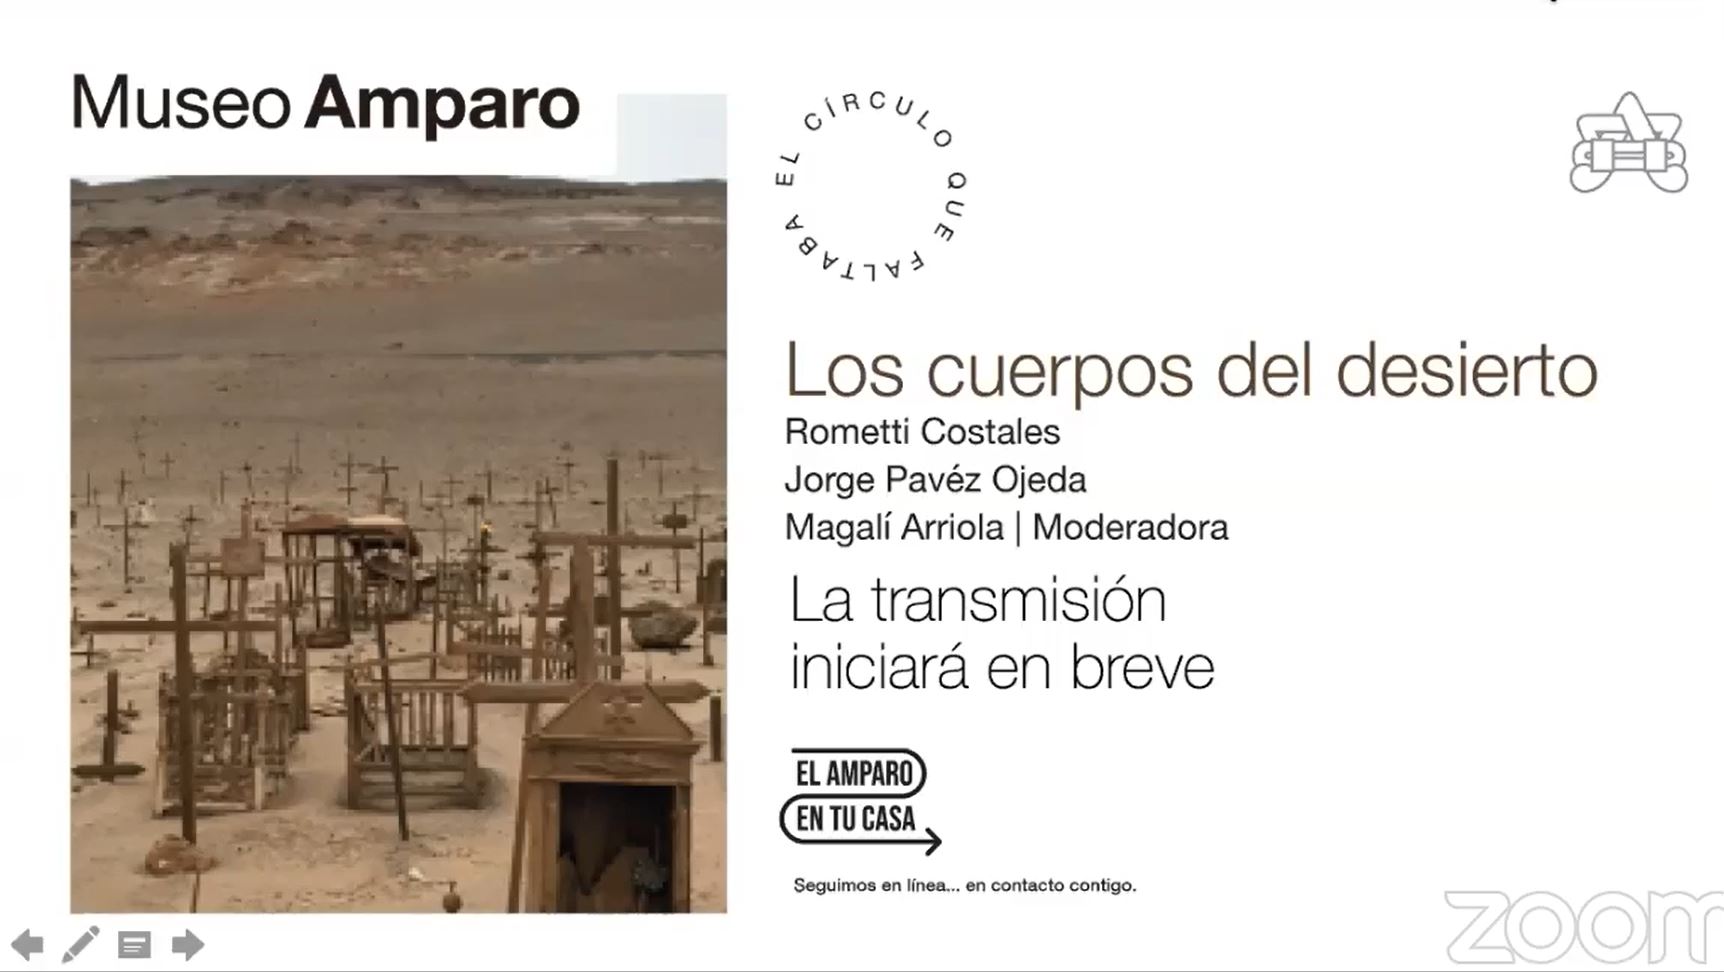 Museo Amparo
EL CÍRCULO QUE FALTABA
Los cuerpos del desierto
Rometti Costales
Jorge Pavéz Ojeda
Magalí Arriola | Moderadora
La transmisión
iniciará en breve
EL AMPARO
EN TU CASA
Seguimos en línea... en contacto contigo.
zoom